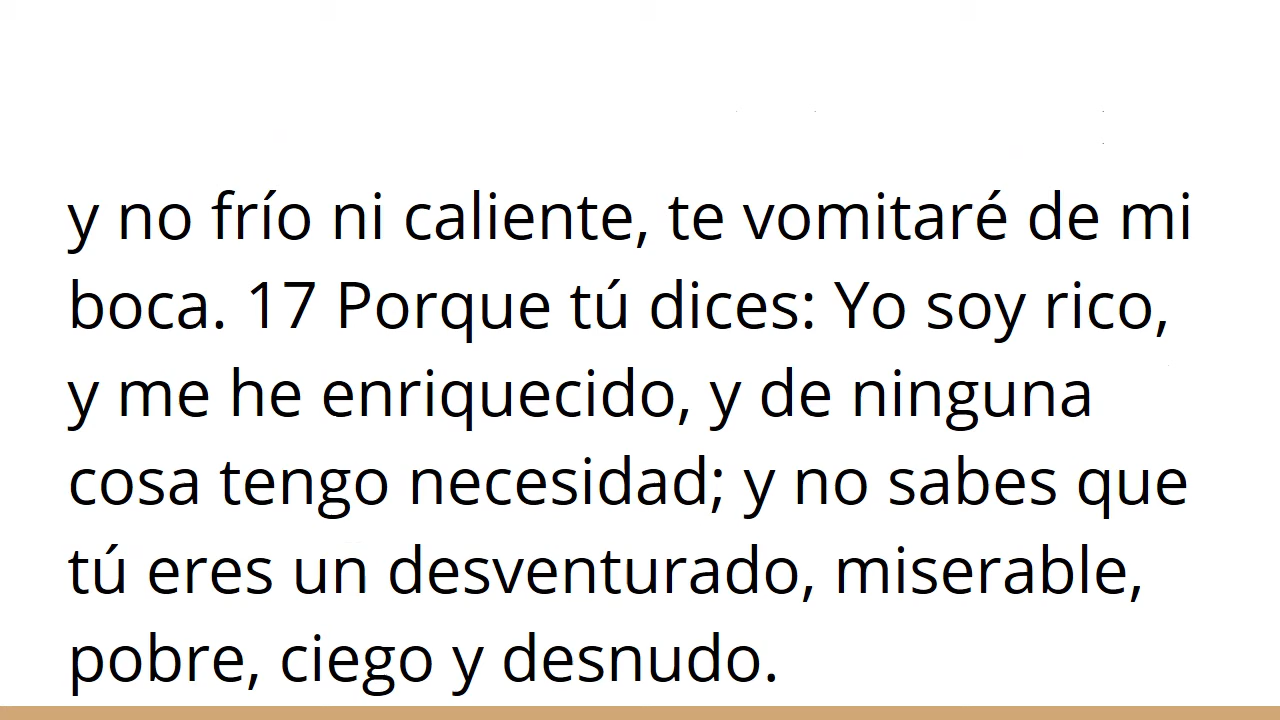 y no frío ni caliente, te vomitaré de mi
boca. 17 Porque tú dices: Yo soy rico,
y me he enriquecido, y de ninguna
cosa tengo necesidad; y no sabes que
tú eres un desventurado, miserable,
pobre, ciego y desnudo.